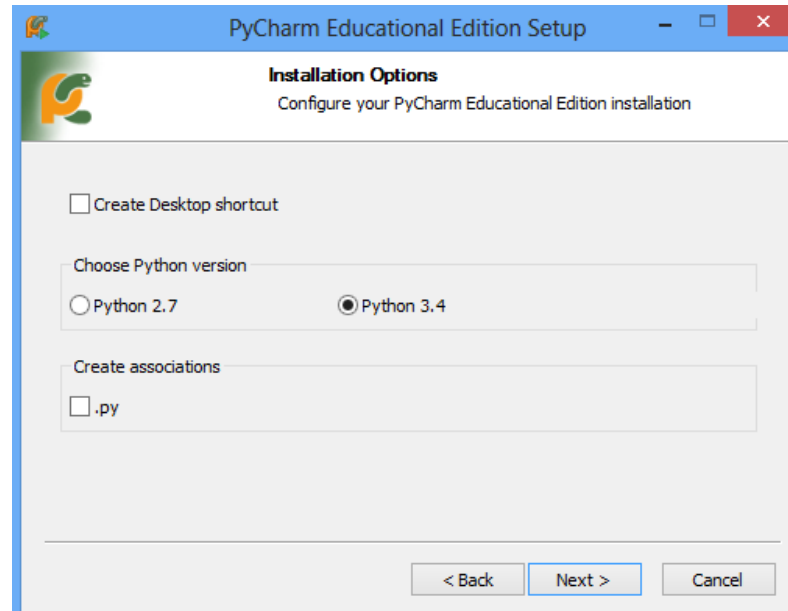 PyCharm Educational Edition Setup
Installation Options
Configure your PyCharm Educational Edition installation
Create Desktop shortcut
Choose Python version
Python 2.7 Python 3.4
Create associations
.py
< Back Next > Cancel